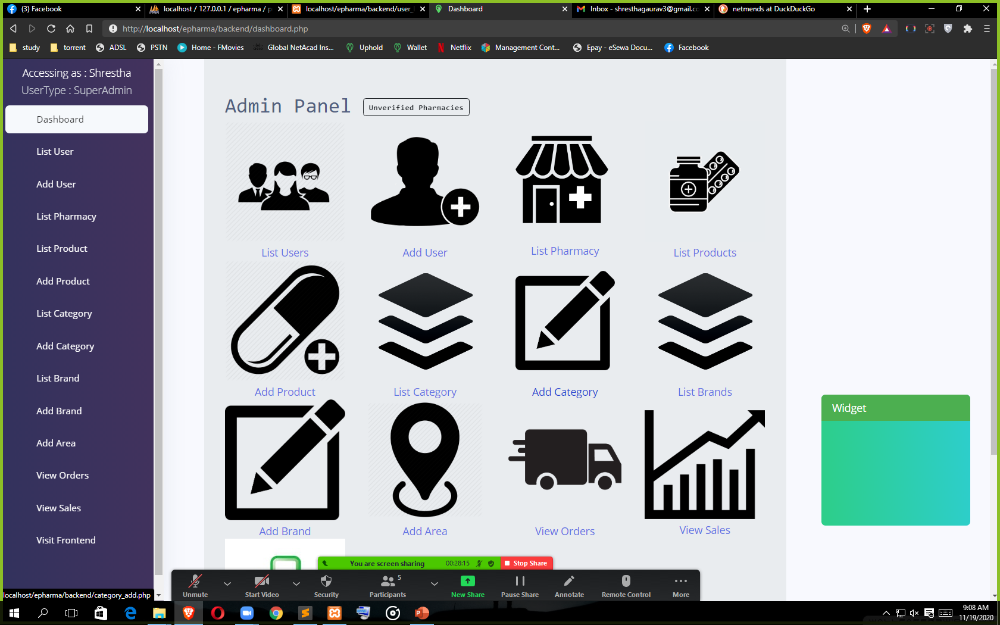 (3) Facebook
localhost / 127.0.0.1 / epharma / p
localhost/epharma/backend/user_
Dashboard
Inbox - shresthagaurav3@gmail.co
netmends at DuckDuckGo
http://localhost/epharma/backend/dashboard.php
study
torrent
ADSL
PSTN
Home - FMovies
Global NetAcad Ins...
Uphold
Wallet
Netflix
Management Cont...
Epay - eSewa Docu...
Facebook
Accessing as : Shrestha
UserType : SuperAdmin
Dashboard
List User
Add User
List Pharmacy
List Product
Add Product
List Category
Add Category
List Brand
Add Brand
Add Area
View Orders
View Sales
Visit Frontend
localhost/epharma/backend/category_add.php
Admin Panel
Unverified Pharmacies
List Users
Add User
List Pharmacy
List Products
Add Product
List Category
Add Category
List Brands
Add Brand
Add Area
View Orders
View Sales
Widget
You are screen sharing
00:28:15
Stop Share
Unmute
Start Video
Security
5
Participants
New Share
Pause Share
Annotate
Remote Control
More
9:08 AM
11/19/2020